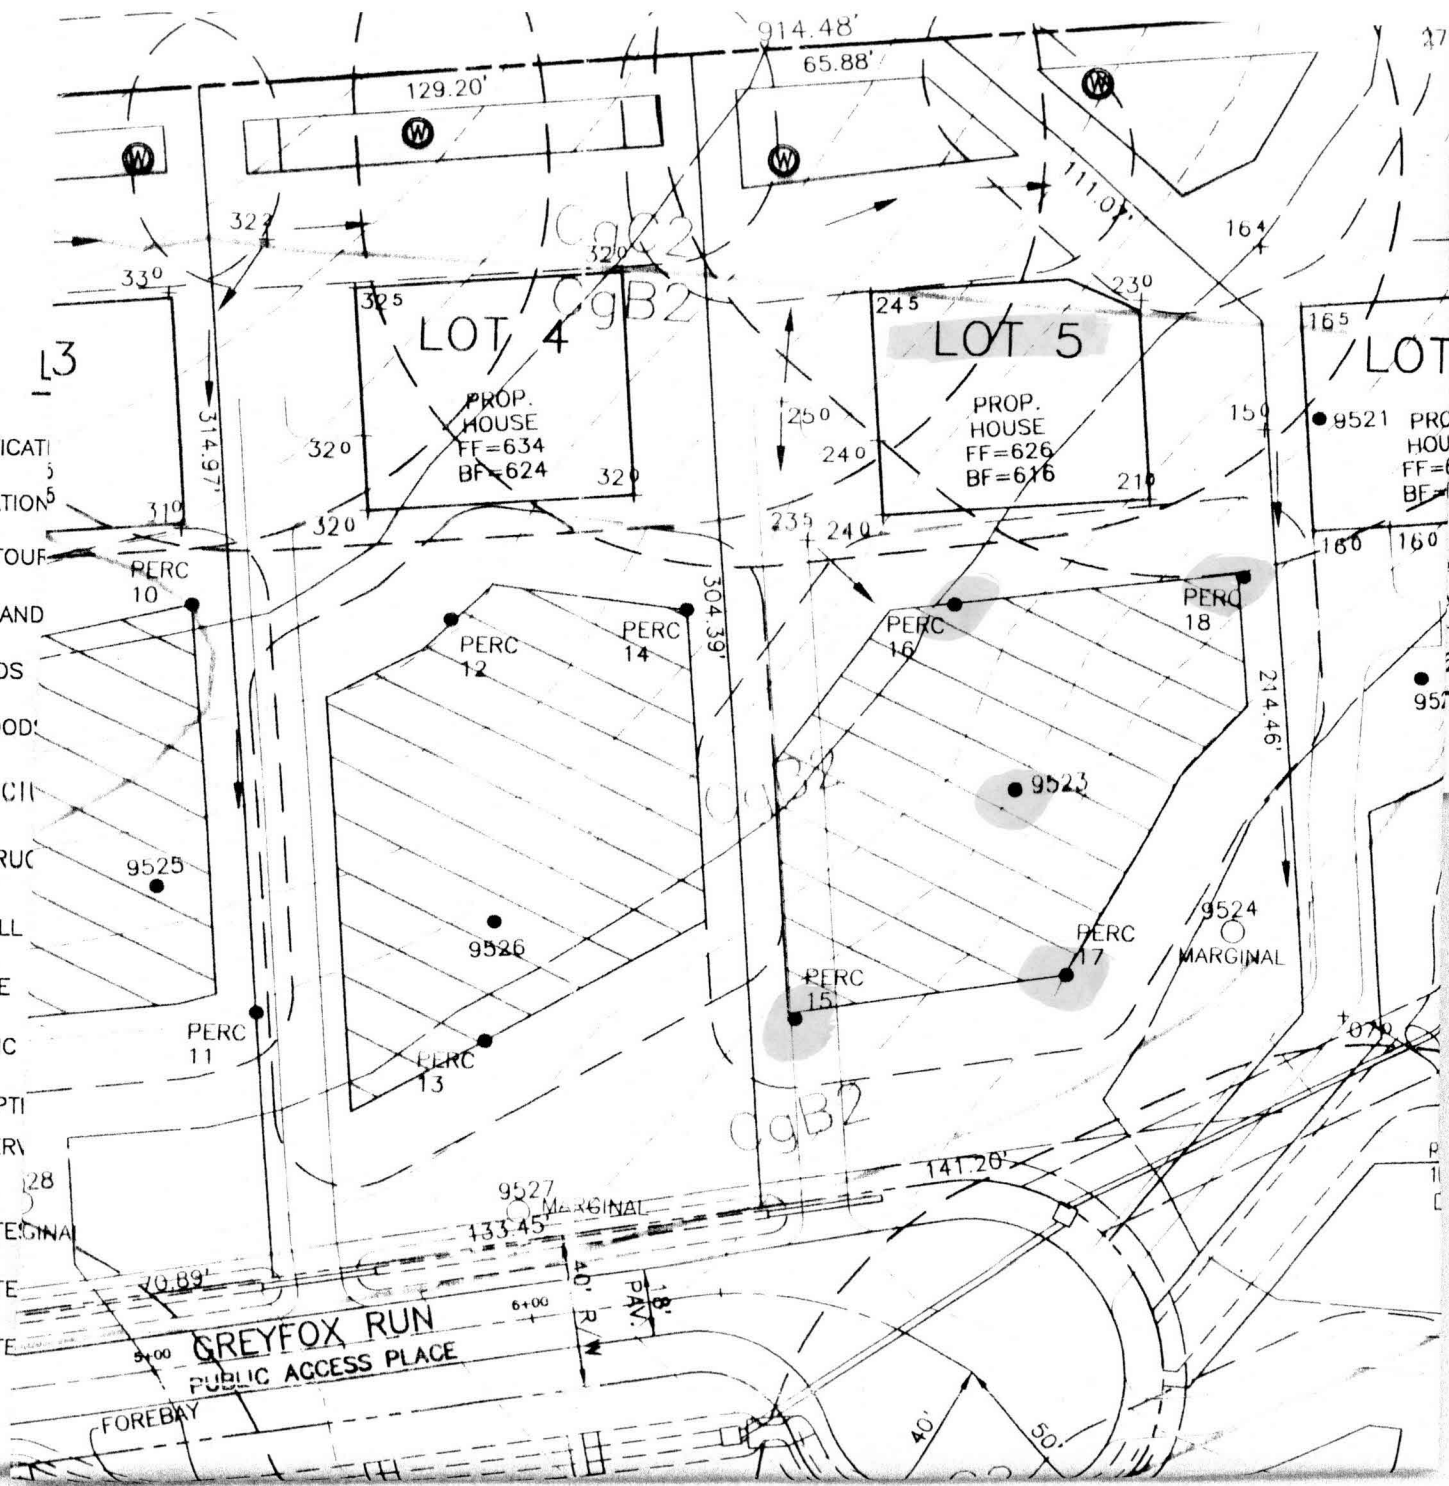 914.48'
65.88'
129.20'
W
W
W
W
111.07'
32²
CgC2
164
32⁰
33⁰
CgB2
23⁰
325
245
165
LOT 4
LOT 5
LOT
L3
PROP.
HOUSE
FF=634
BF=624
PROP.
HOUSE
FF=626
BF=616
314.97'
25⁰
15⁰
9521
32⁰
24⁰
32⁰
21⁰
31⁰
32⁰
235
24⁰
16⁰
16⁰
PERC
10
PERC
12
PERC
14
304.39'
PERC
16
PERC
18
214.46'
CgB2
9523
9525
9526
9524
MARGINAL
PERC
17
PERC
15
PERC
11
PERC
13
07⁰
CgB2
141.20'
9527
MARGINAL
133.45'
70.89'
40' R/W
18'
PAV.
6+00
5+00
GREYFOX RUN
PUBLIC ACCESS PLACE
FOREBAY
40'
50'